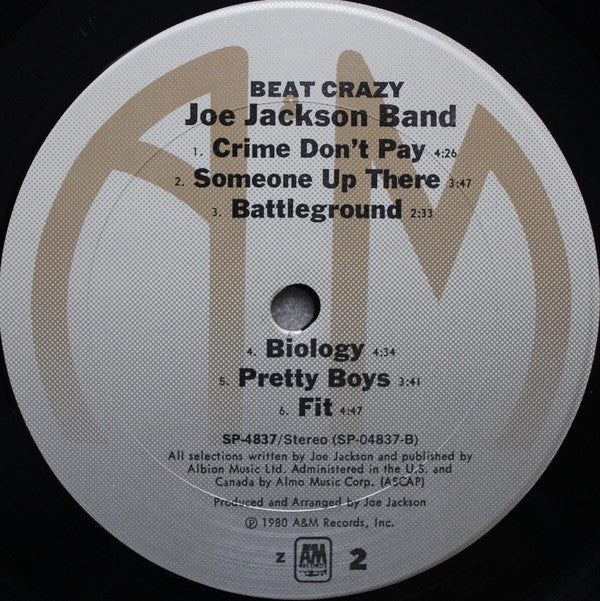 BEAT CRAZY
Joe Jackson Band
1. Crime Don't Pay 4:26
2. Someone Up There 3:47
3. Battleground 2:33
4. Biology 4:34
5. Pretty Boys 3:41
6. Fit 4:47
SP-4837/Stereo (SP-04837-B)
All selections written by Joe Jackson and published by
Albion Music Ltd. Administered in the U.S. and
Canada by Almo Music Corp. (ASCAP)
Produced and Arranged by Joe Jackson
℗ 1980 A&M Records, Inc.
z A&M RECORDS 2